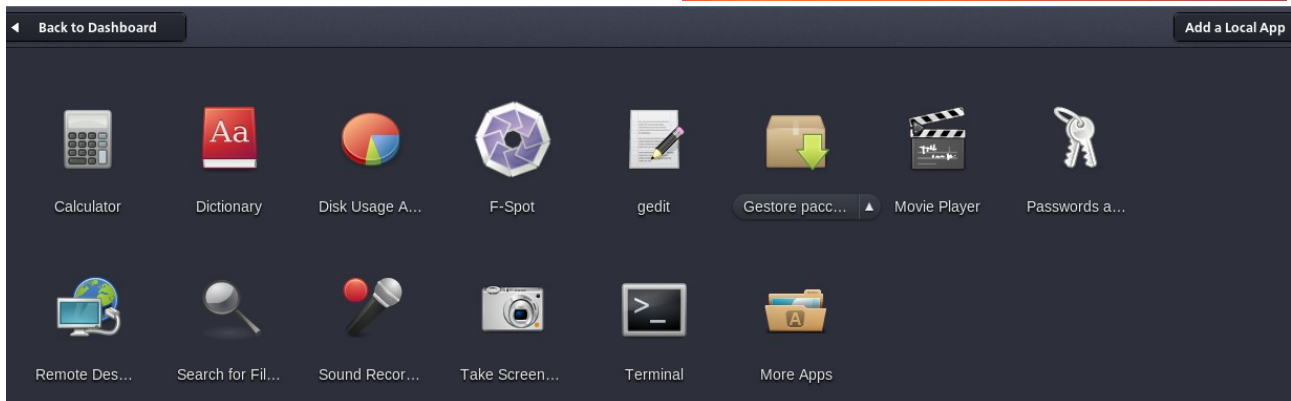 Back to Dashboard
Add a Local App
Aa
Calculator
Dictionary
Disk Usage A...
F-Spot
gedit
Gestore pacc...
Movie Player
Passwords a...
>_
A
Remote Des...
Search for Fil...
Sound Recor...
Take Screen...
Terminal
More Apps